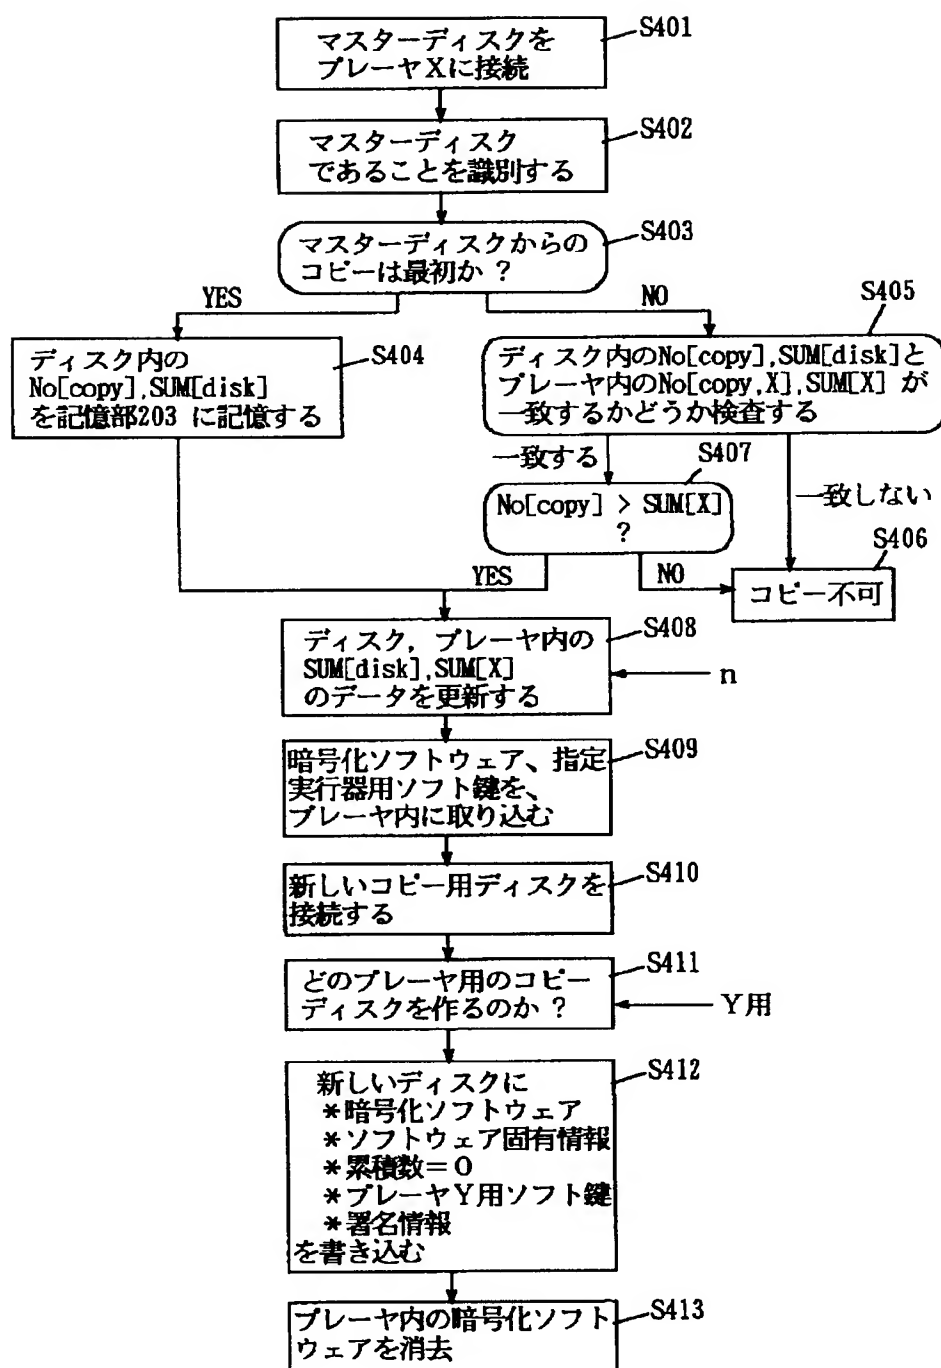 マスターディスクを
プレーヤXに接続
S401
マスターディスク
であることを識別する
S402
マスターディスクからの
コピーは最初か ?
S403
YES
NO
ディスク内の
No[copy],SUM[disk]
を記憶部203 に記憶する
S404
ディスク内のNo[copy],SUM[disk]と
プレーヤ内のNo[copy,X],SUM[X] が
一致するかどうか検査する
S405
一致する
一致しない
No[copy] > SUM[X]
?
S407
YES
NO
コピー不可
S406
ディスク, プレーヤ内の
SUM[disk],SUM[X]
のデータを更新する
S408
n
暗号化ソフトウェア、指定
実行器用ソフト鍵を、
プレーヤ内に取り込む
S409
新しいコピー用ディスクを
接続する
S410
どのプレーヤ用のコピー
ディスクを作るのか ?
S411
Y用
新しいディスクに
*暗号化ソフトウェア
*ソフトウェア固有情報
*累積数=0
*プレーヤY用ソフト鍵
*署名情報
を書き込む
S412
プレーヤ内の暗号化ソフト
ウェアを消去
S413